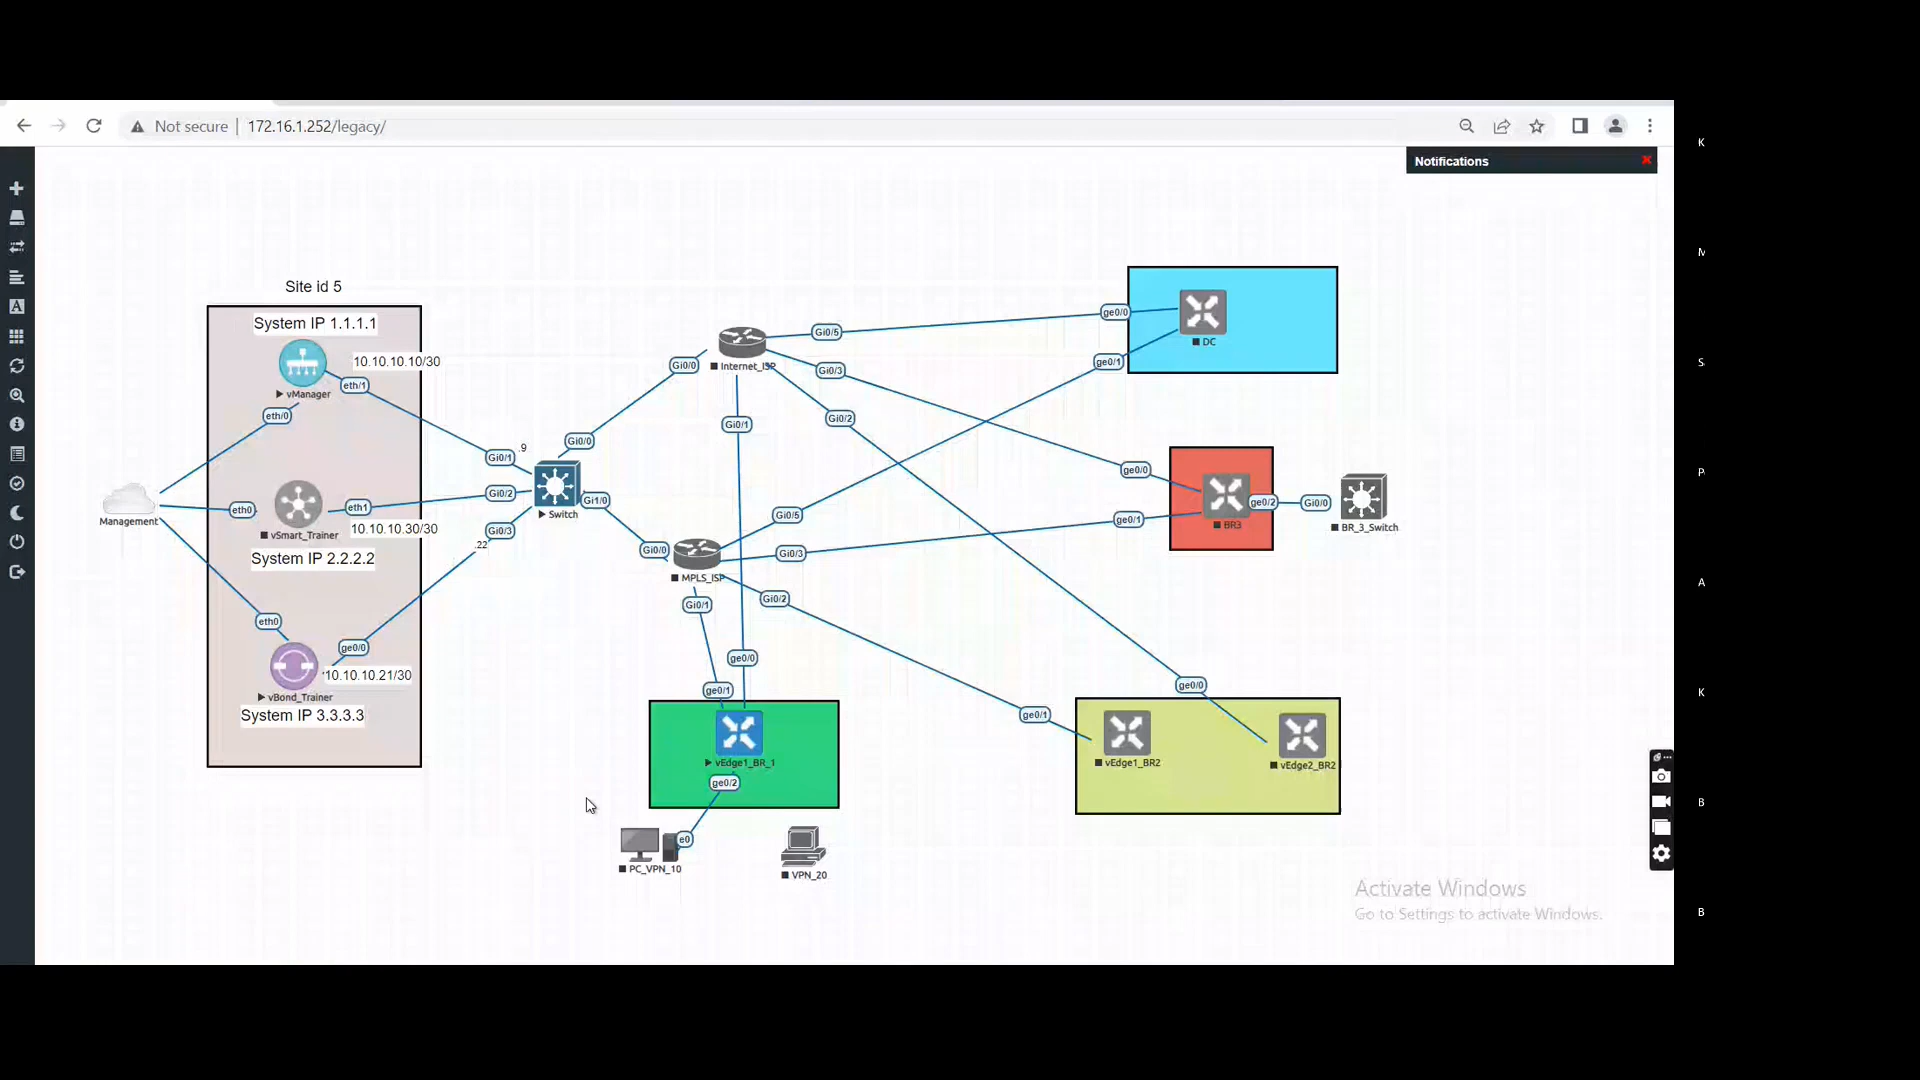 Not secure | 172.16.1.252/legacy/
Notifications
K
M
S
P
A
K
B
B
Site id 5
System IP 1.1.1.1
10.10.10.10/30
vManager
eth/1
eth/0
Management
eth0
eth1
vSmart_Trainer
10.10.10.30/30
System IP 2.2.2.2
eth0
ge0/0
10.10.10.21/30
vBond_Trainer
System IP 3.3.3.3
Gi0/1
.9
Gi0/0
Gi0/2
Gi1/0
Switch
Gi0/3
.22
Gi0/0
Internet_ISP
Gi0/5
Gi0/3
Gi0/2
Gi0/1
Gi0/0
MPLS_ISP
Gi0/5
Gi0/3
Gi0/2
Gi0/1
ge0/0
ge0/1
DC
ge0/0
ge0/1
BR3
ge0/2
Gi0/0
BR_3_Switch
ge0/0
ge0/1
vEdge1_BR_1
ge0/2
e0
PC_VPN_10
VPN_20
ge0/1
ge0/0
vEdge1_BR2
vEdge2_BR2
Activate Windows
Go to Settings to activate Windows.